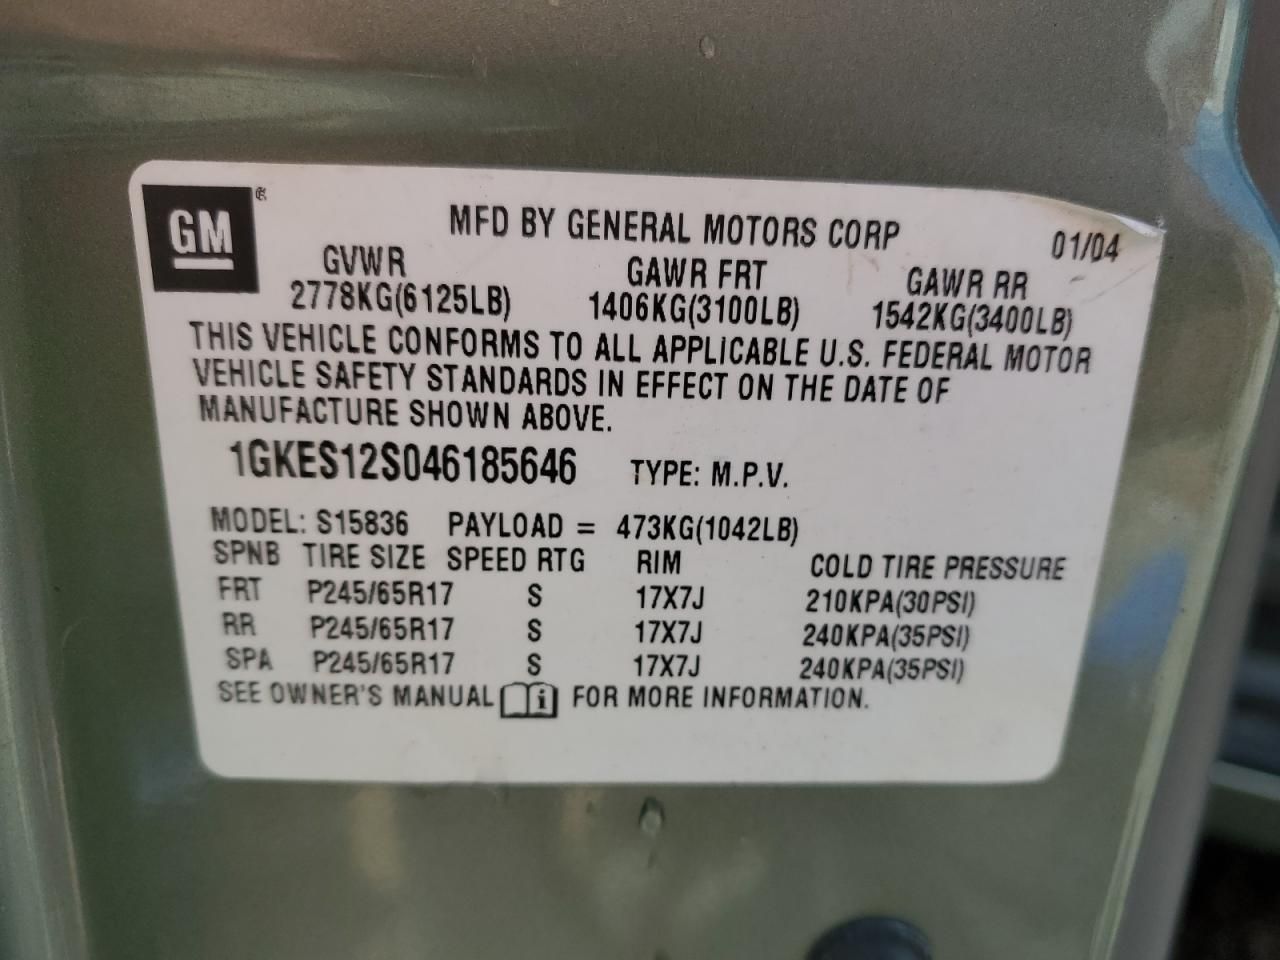 GM
MFD BY GENERAL MOTORS CORP 01/04
GVWR GAWR FRT GAWR RR
2778KG(6125LB) 1406KG(3100LB) 1542KG(3400LB)
THIS VEHICLE CONFORMS TO ALL APPLICABLE U.S. FEDERAL MOTOR
VEHICLE SAFETY STANDARDS IN EFFECT ON THE DATE OF
MANUFACTURE SHOWN ABOVE.
1GKES12S046185646 TYPE: M.P.V.
MODEL: S15836 PAYLOAD = 473KG(1042LB)
SPNB TIRE SIZE SPEED RTG RIM COLD TIRE PRESSURE
FRT P245/65R17 S 17X7J 210KPA(30PSI)
RR P245/65R17 S 17X7J 240KPA(35PSI)
SPA P245/65R17 S 17X7J 240KPA(35PSI)
SEE OWNER'S MANUAL i FOR MORE INFORMATION.